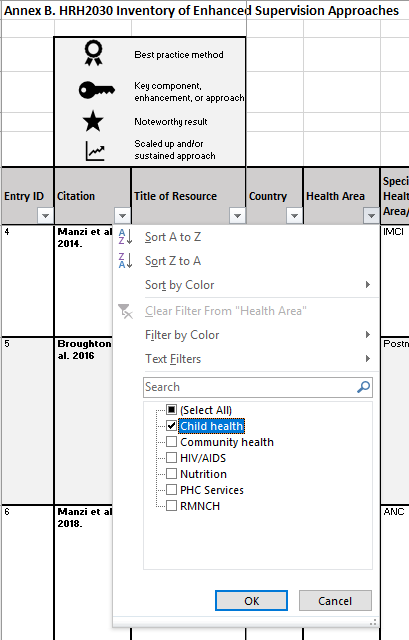 Annex B. HRH2030 Inventory of Enhanced Supervision Approaches
Best practice method
Key component,
enhancement, or approach
Noteworthy result
Scaled up and/or
sustained approach
Entry ID
Citation
Title of Resource
Country
Health Area
Speci
Healt
Area/
4
Manzi et al
2014.
IMCI
5
Broughton
al. 2016
Postn
6
Manzi et al
2018.
ANC
Sort A to Z
Sort Z to A
Sort by Color
Clear Filter From "Health Area"
Filter by Color
Text Filters
Search
(Select All)
Child health
Community health
HIV/AIDS
Nutrition
PHC Services
RMNCH
OK
Cancel